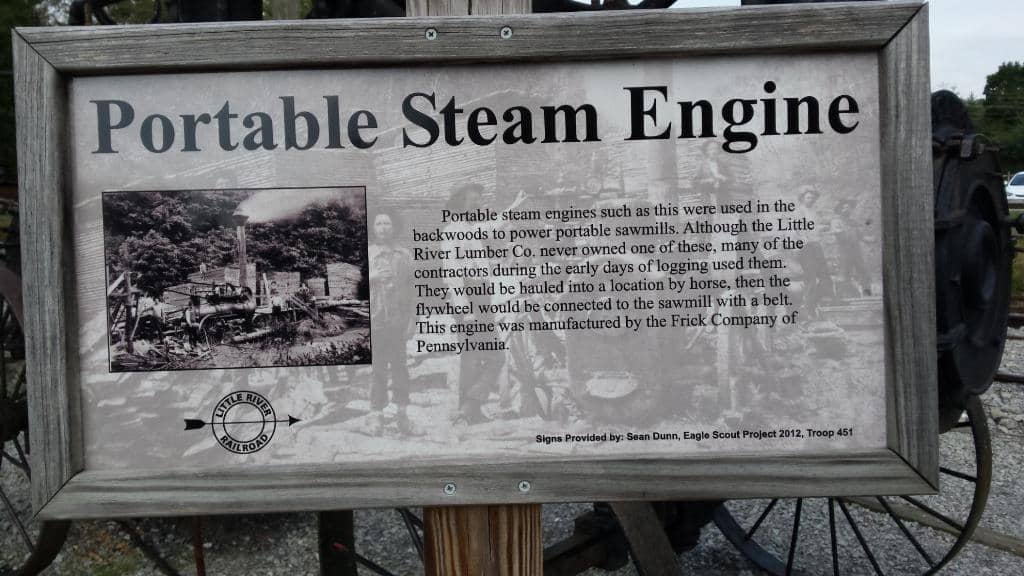 Portable Steam Engine
Portable steam engines such as this were used in the
backwoods to power portable sawmills. Although the Little
River Lumber Co. never owned one of these, many of the
contractors during the early days of logging used them.
They would be hauled into a location by horse, then the
flywheel would be connected to the sawmill with a belt.
This engine was manufactured by the Frick Company of
Pennsylvania.
LITTLE RIVER
RAILROAD
Signs Provided by: Sean Dunn, Eagle Scout Project 2012, Troop 451